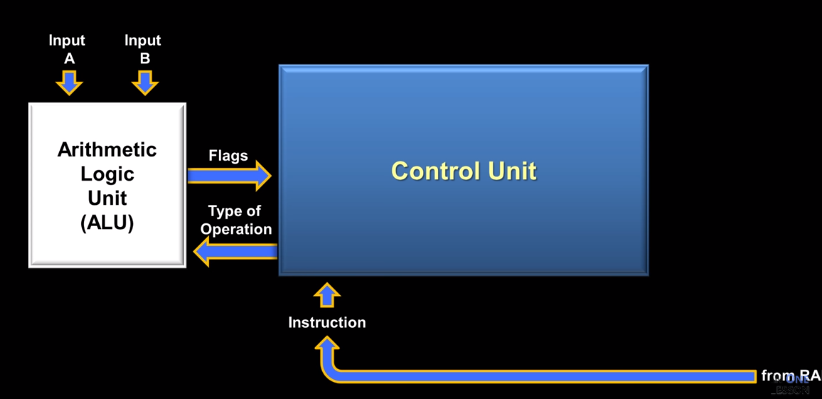 Input
A
Input
B
Arithmetic
Logic
Unit
(ALU)
Flags
Type of
Operation
Control Unit
Instruction
from RA